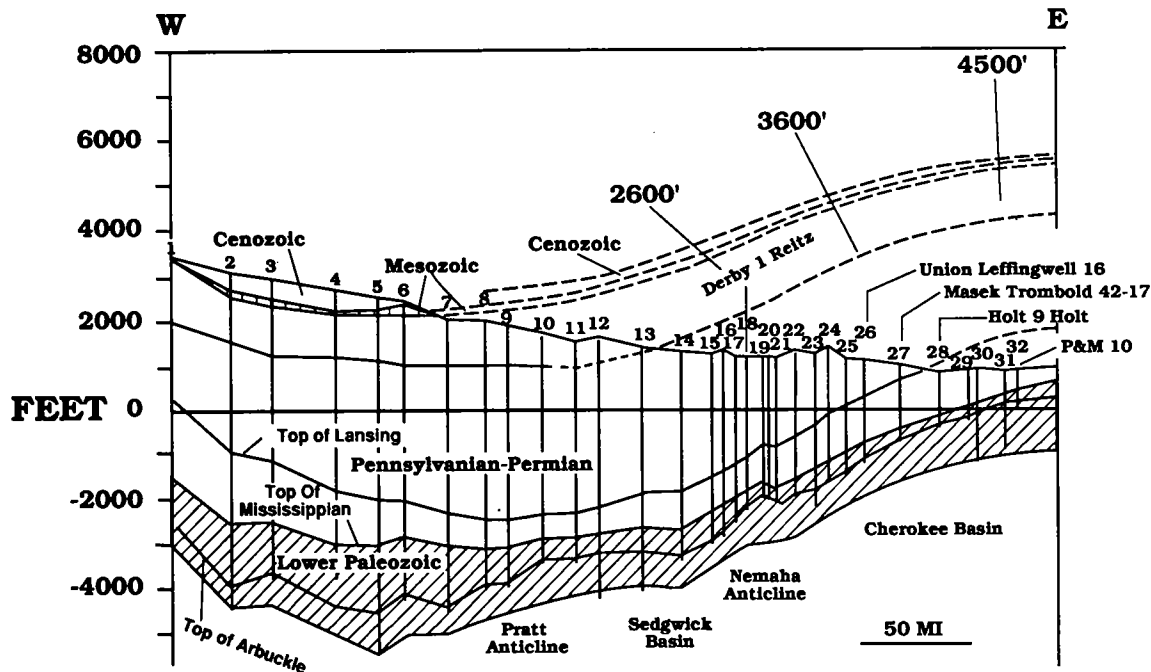 W
E
8000
6000
4000
2000
FEET 0
-2000
-4000
4500'
3600'
2600'
Cenozoic
Mesozoic
Cenozoic
Derby 1 Reitz
Union Leffingwell 16
Masek Trombold 42-17
Holt 9 Holt
P&M 10
1
2
3
4
5
6
7
8
9
10
11
12
13
14
15
16
17
18
19
20
21
22
23
24
25
26
27
28
29
30
31
32
Top of Lansing
Pennsylvanian-Permian
Top Of
Mississippian
Lower Paleozoic
Top of Arbuckle
Pratt
Anticline
Sedgwick
Basin
Nemaha
Anticline
Cherokee Basin
50 MI